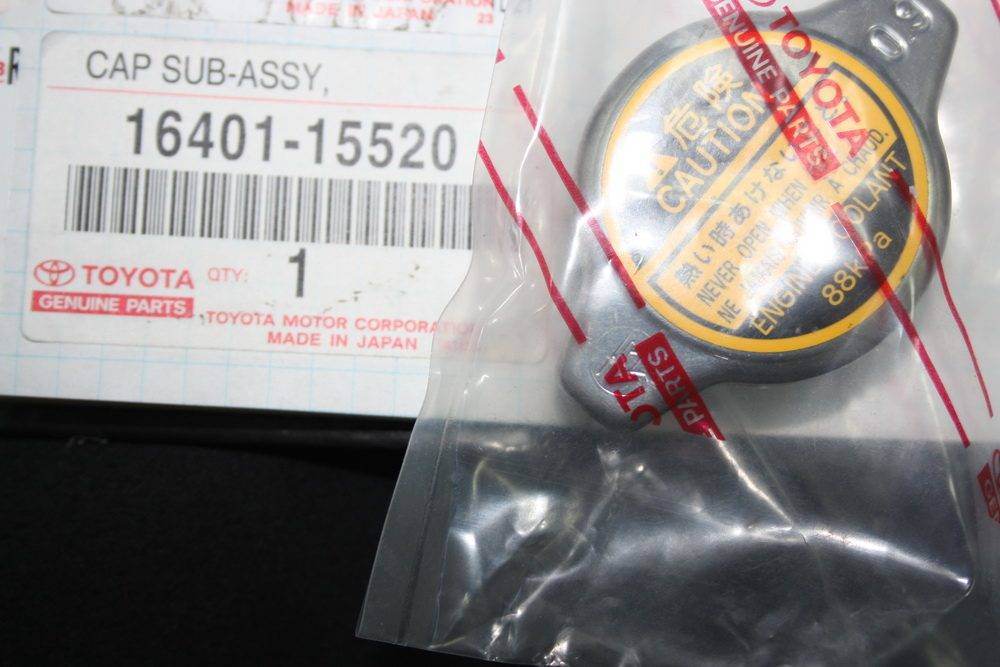 MADE IN JAPAN
23
CAP SUB-ASSY,
16401-15520
TOYOTA QTY: 1
GENUINE PARTS
TOYOTA MOTOR CORPORATION
MADE IN JAPAN
TOYOTA
GENUINE PARTS
危険
CAUTION
熱い時あけない
NEVER OPEN WHEN
ENGINE COOLANT
88kPa
PARTS